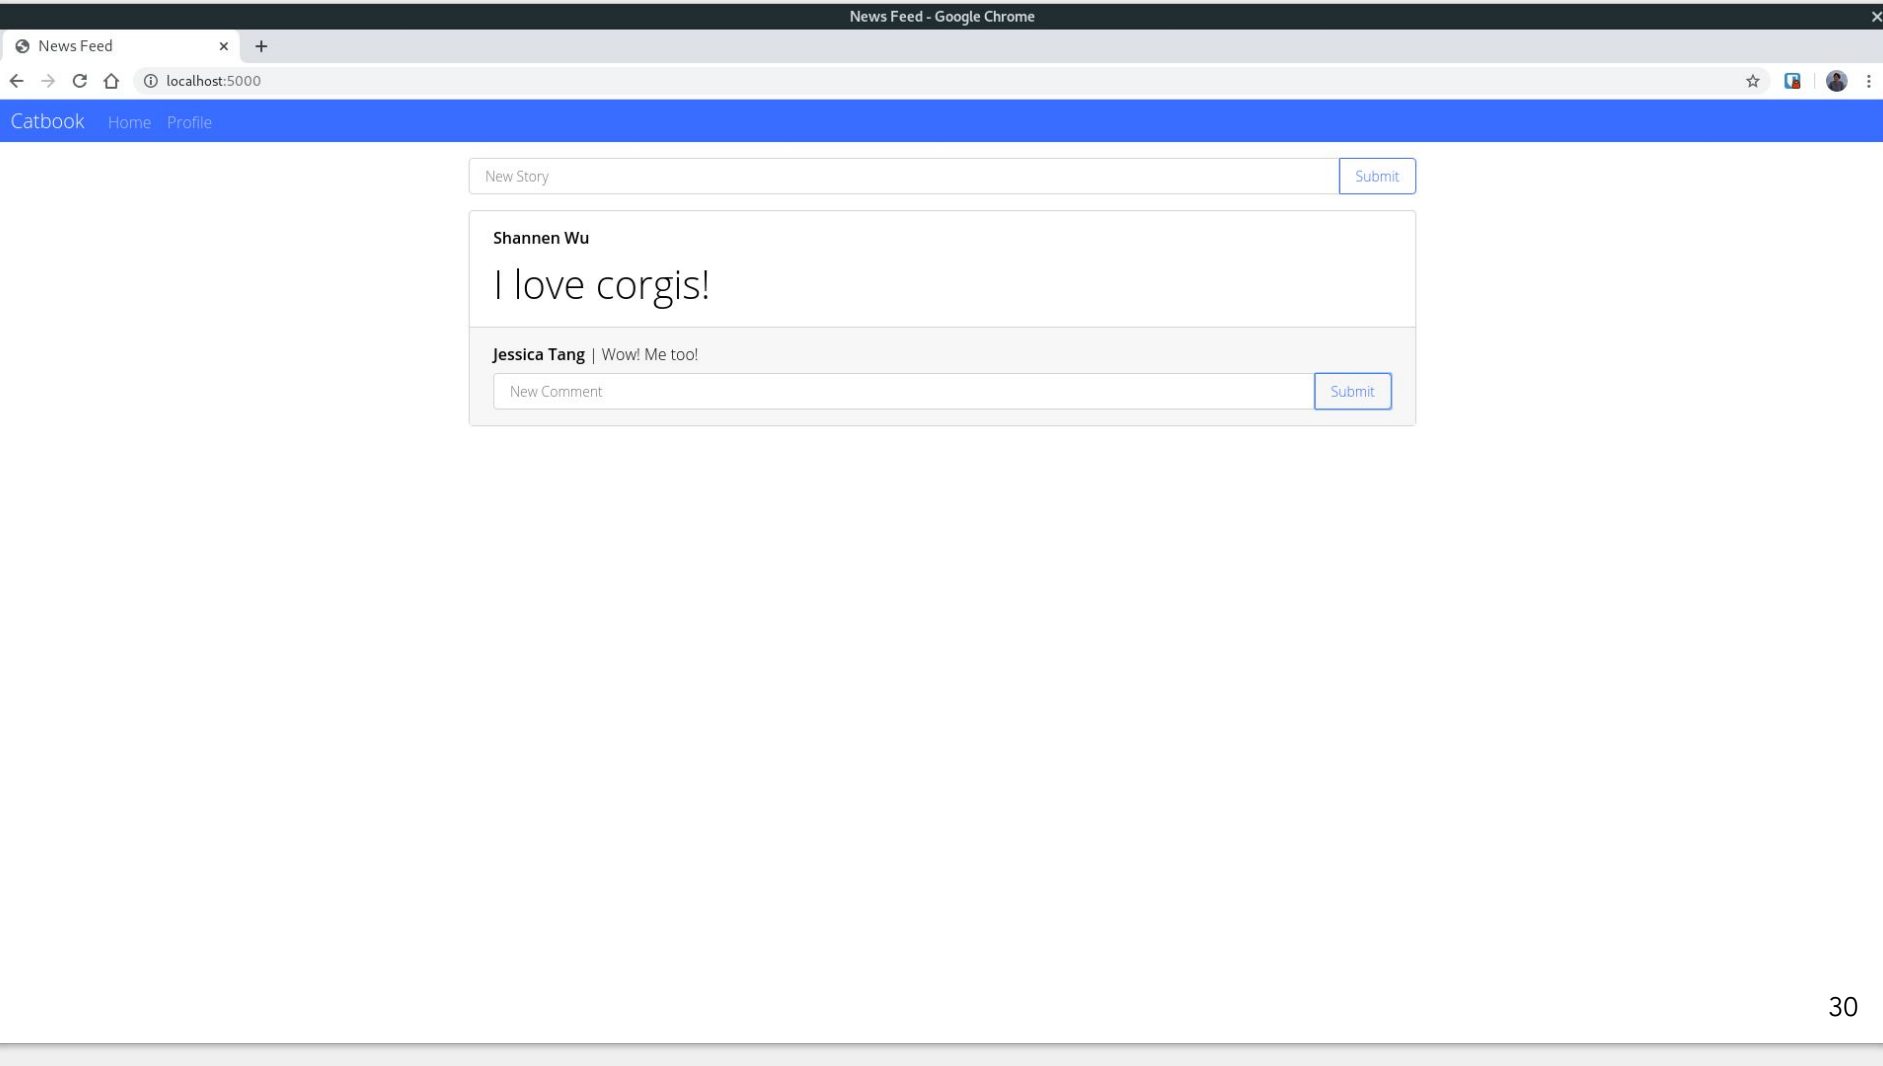 News Feed - Google Chrome
News Feed
localhost:5000
Catbook Home Profile
New Story Submit
Shannen Wu
I love corgis!
Jessica Tang | Wow! Me too!
New Comment Submit
30